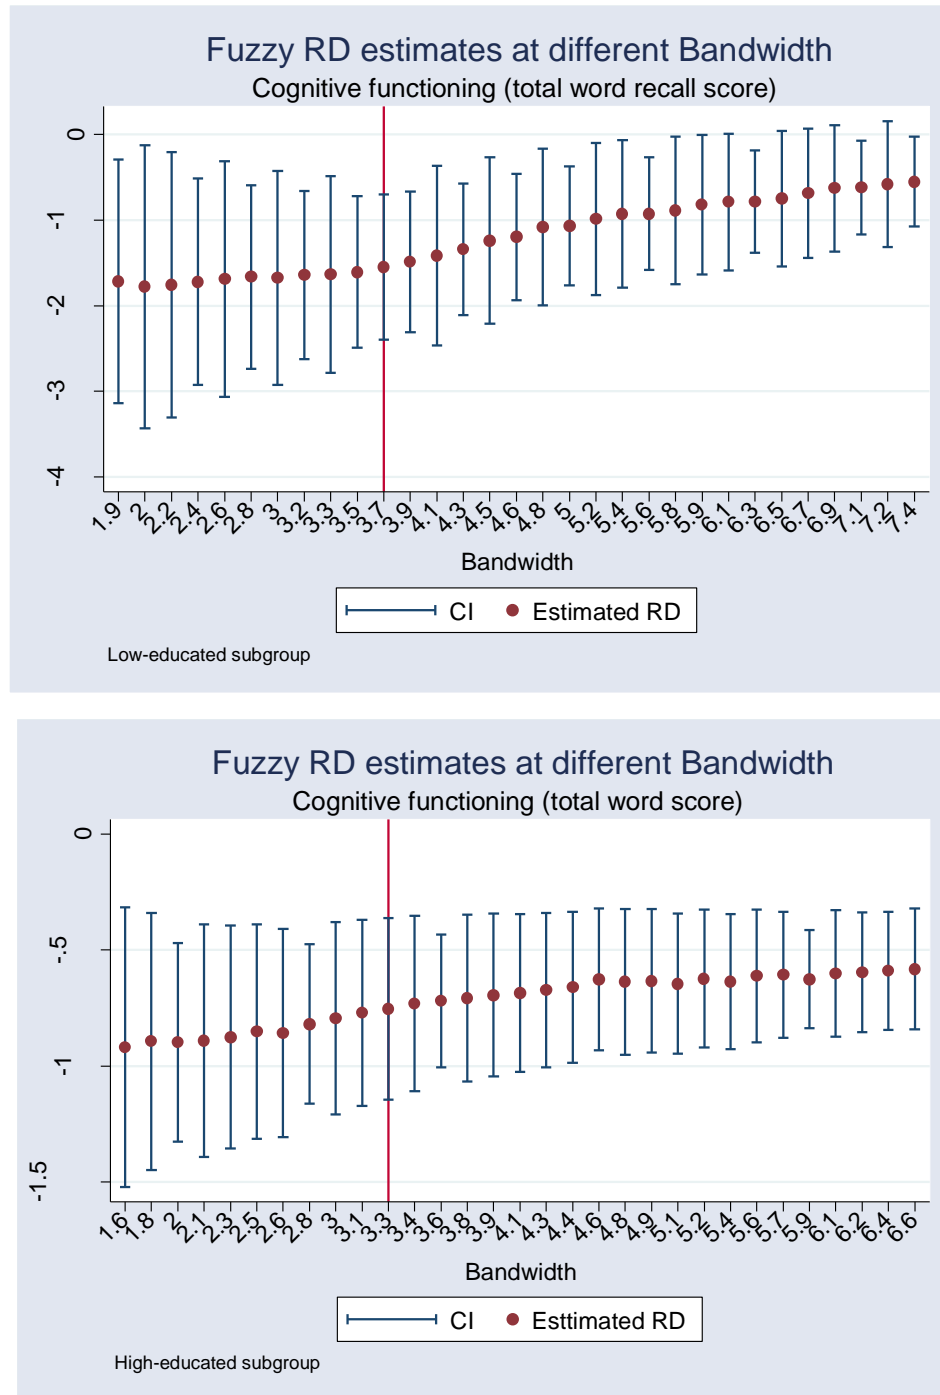 Fuzzy RD estimates at different Bandwidth
Cognitive functioning (total word recall score)
0
-1
-2
-3
-4
1.9 2 2.2 2.4 2.6 2.8 3 3.2 3.3 3.5 3.7 3.9 4.1 4.3 4.5 4.6 4.8 5 5.2 5.4 5.6 5.8 5.9 6.1 6.3 6.5 6.7 6.9 7.1 7.2 7.4
Bandwidth
CI Estimated RD
Low-educated subgroup
Fuzzy RD estimates at different Bandwidth
Cognitive functioning (total word score)
0
-.5
-1
-1.5
1.6 1.8 2 2.1 2.3 2.5 2.6 2.8 3 3.1 3.3 3.4 3.6 3.8 3.9 4.1 4.3 4.4 4.6 4.8 4.9 5.1 5.2 5.4 5.6 5.7 5.9 6.1 6.2 6.4 6.6
Bandwidth
CI Esttimated RD
High-educated subgroup